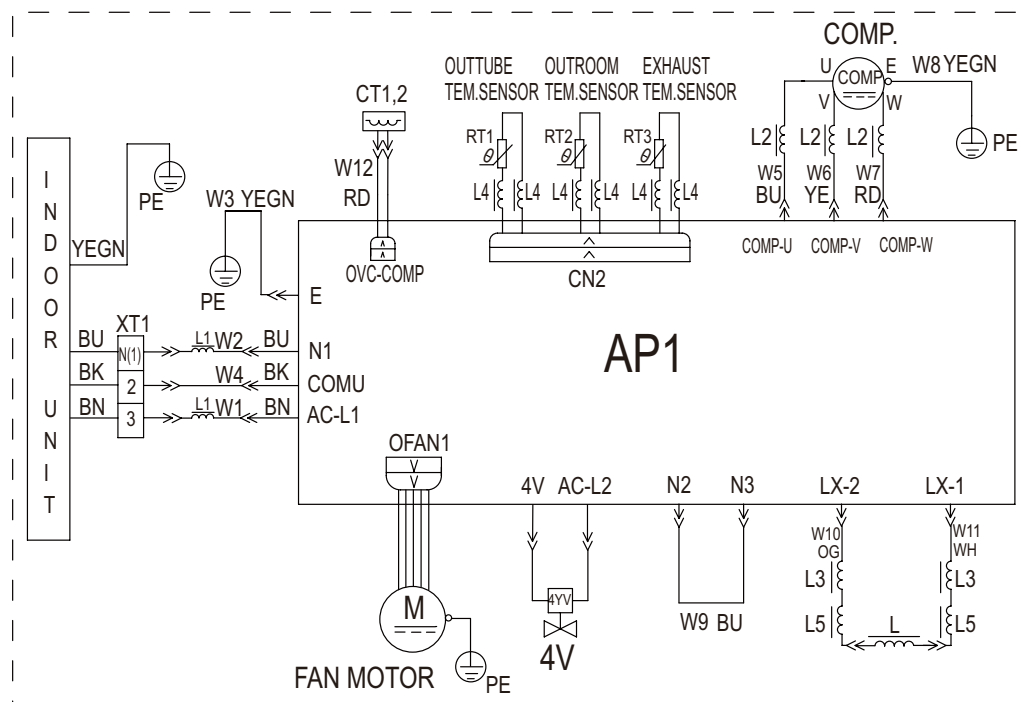 COMP.
OUTTUBE
TEM.SENSOR
OUTROOM
TEM.SENSOR
EXHAUST
TEM.SENSOR
U
E
W8 YEGN
COMP
V
W
CT1,2
RT1
RT2
RT3
θ
θ
θ
L2
L2
L2
PE
W12
RD
L4
L4
L4
L4
L4
L4
W5
BU
W6
YE
W7
RD
INDOOR UNIT
PE
YEGN
W3 YEGN
PE
OVC-COMP
CN2
COMP-U
COMP-V
COMP-W
E
XT1
BU
N(1)
L1
W2
BU
N1
BK
2
W4
BK
COMU
BN
3
L1
W1
BN
AC-L1
AP1
OFAN1
4V
AC-L2
N2
N3
LX-2
LX-1
W10
OG
W11
WH
L3
L3
L5
L5
L
M
4YV
W9 BU
4V
FAN MOTOR
PE